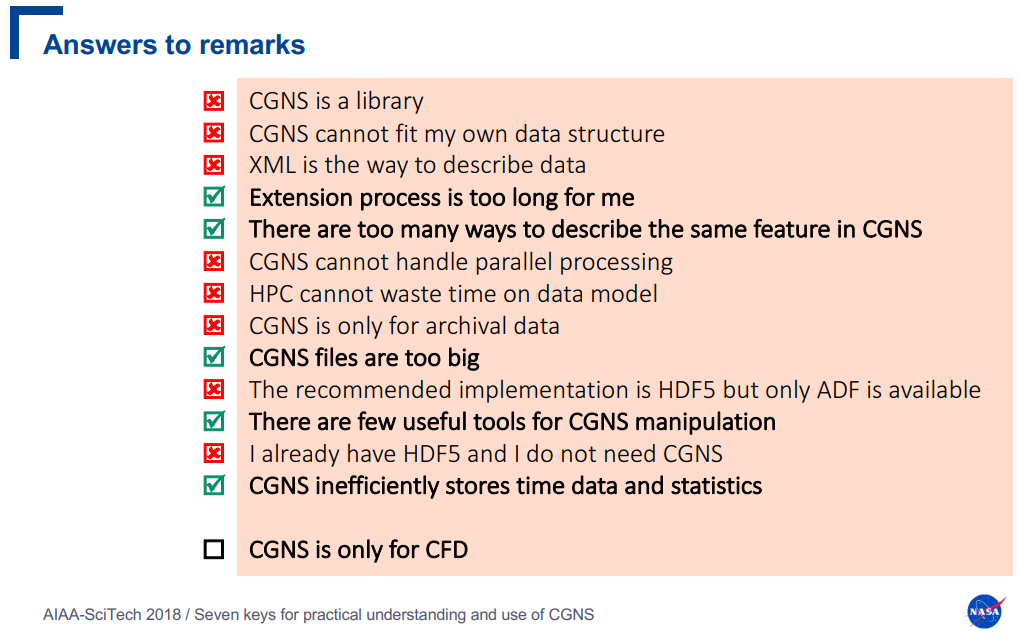 Answers to remarks
CGNS is a library
CGNS cannot fit my own data structure
XML is the way to describe data
Extension process is too long for me
There are too many ways to describe the same feature in CGNS
CGNS cannot handle parallel processing
HPC cannot waste time on data model
CGNS is only for archival data
CGNS files are too big
The recommended implementation is HDF5 but only ADF is available
There are few useful tools for CGNS manipulation
I already have HDF5 and I do not need CGNS
CGNS inefficiently stores time data and statistics
CGNS is only for CFD
AIAA-SciTech 2018 / Seven keys for practical understanding and use of CGNS
NASA